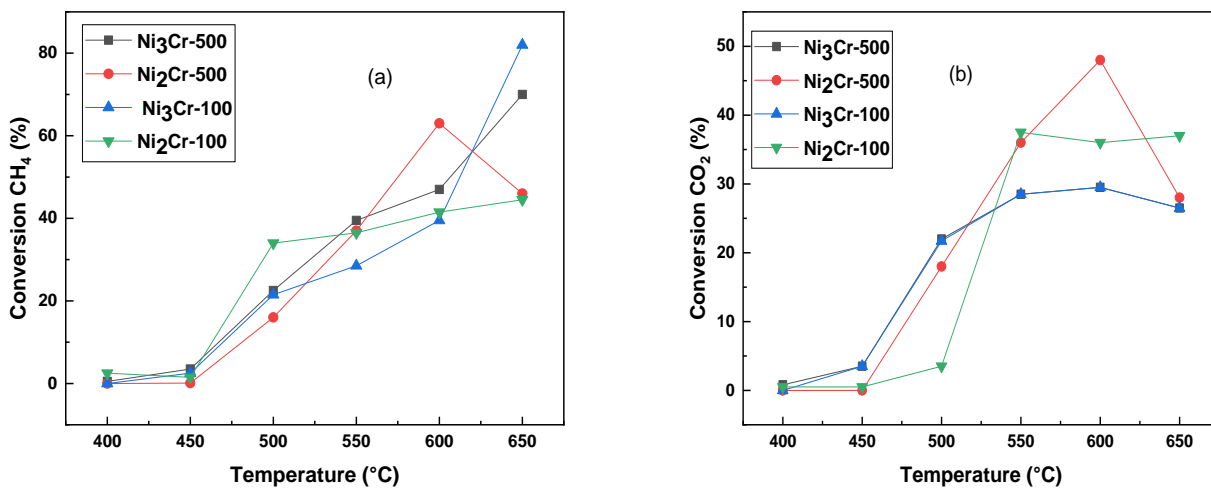 Ni3Cr-500
Ni2Cr-500
Ni3Cr-100
Ni2Cr-100
(a)
80
60
40
20
0
Conversion CH4 (%)
400 450 500 550 600 650
Temperature (°C)
Ni3Cr-500
Ni2Cr-500
Ni3Cr-100
Ni2Cr-100
(b)
50
40
30
20
10
0
Conversion CO2 (%)
400 450 500 550 600 650
Temperature (°C)